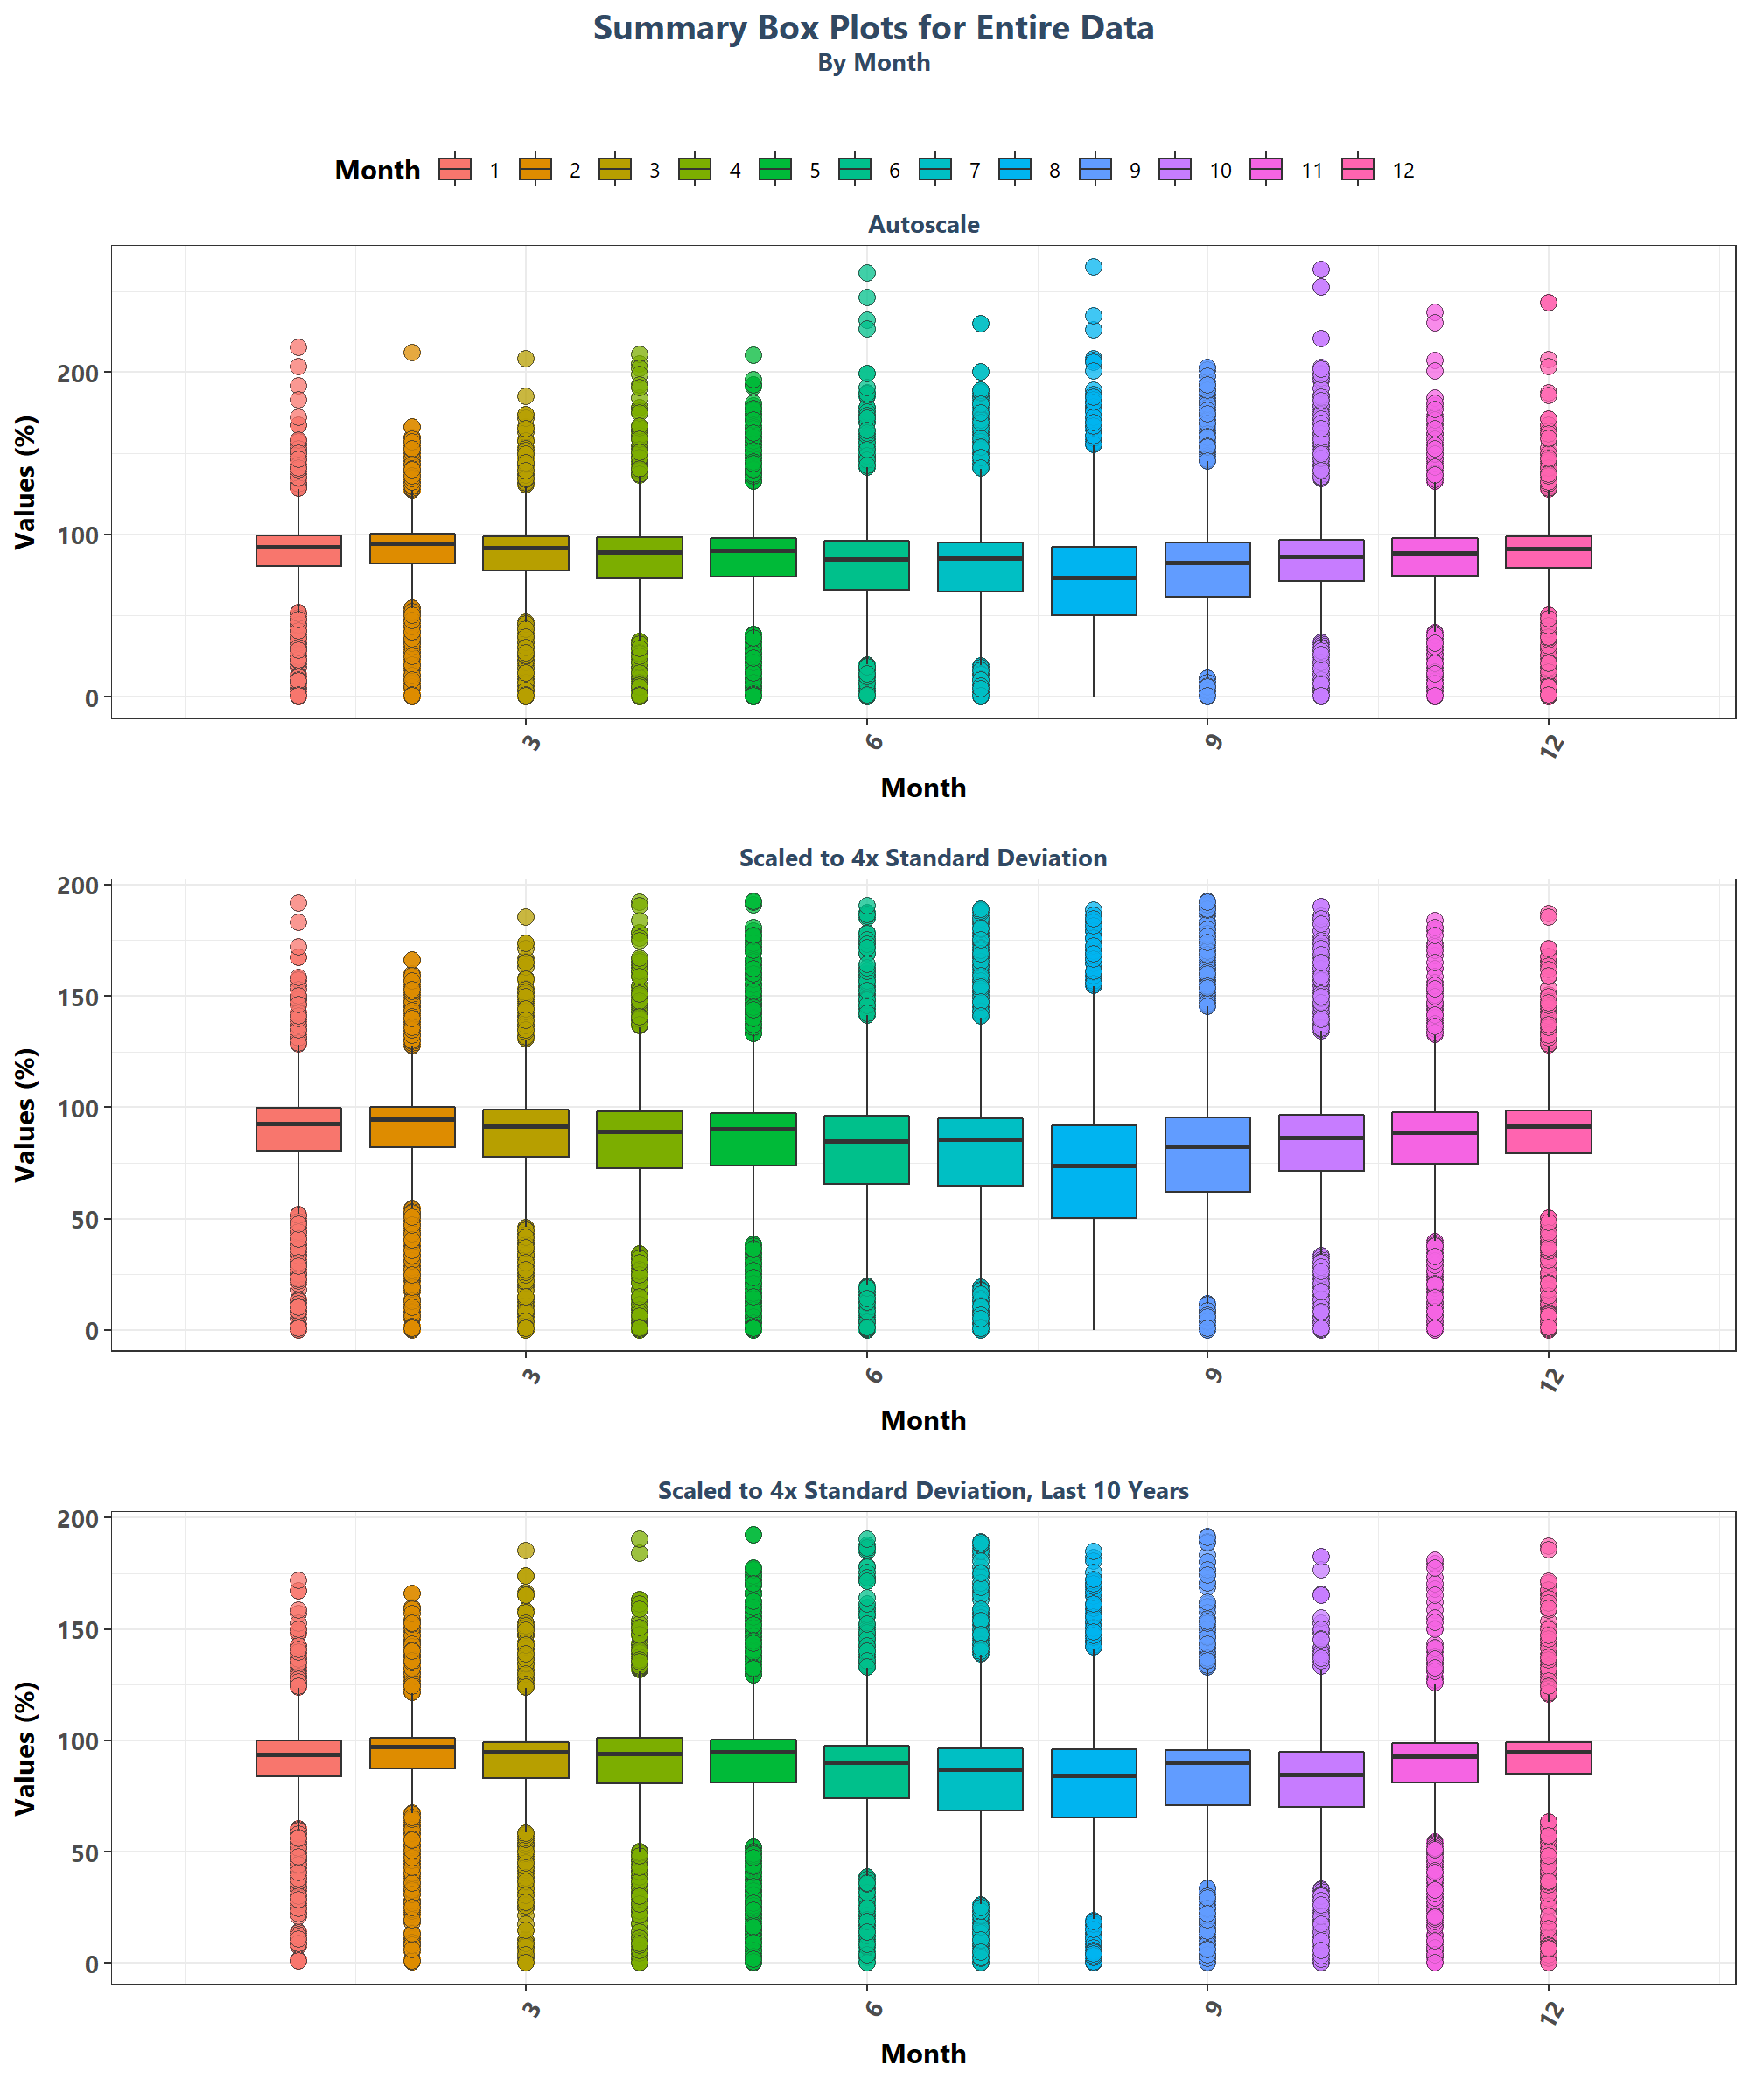 Summary Box Plots for Entire Data
By Month
Month 1 2 3 4 5 6 7 8 9 10 11 12
Autoscale
Values (%)
200
100
0
3 6 9 12
Month
Scaled to 4x Standard Deviation
Values (%)
200
150
100
50
0
3 6 9 12
Month
Scaled to 4x Standard Deviation, Last 10 Years
Values (%)
200
150
100
50
0
3 6 9 12
Month